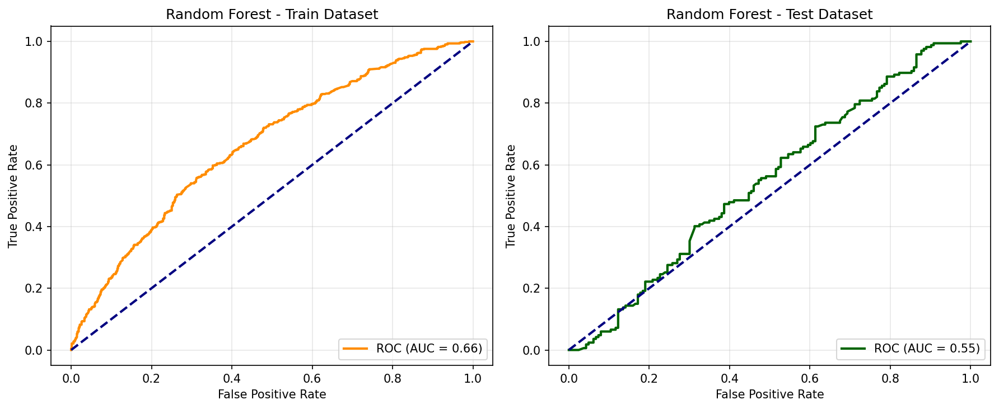 Random Forest - Train Dataset
True Positive Rate
1.0
0.8
0.6
0.4
0.2
0.0
ROC (AUC = 0.66)
0.0 0.2 0.4 0.6 0.8 1.0
False Positive Rate
Random Forest - Test Dataset
True Positive Rate
1.0
0.8
0.6
0.4
0.2
0.0
ROC (AUC = 0.55)
0.0 0.2 0.4 0.6 0.8 1.0
False Positive Rate